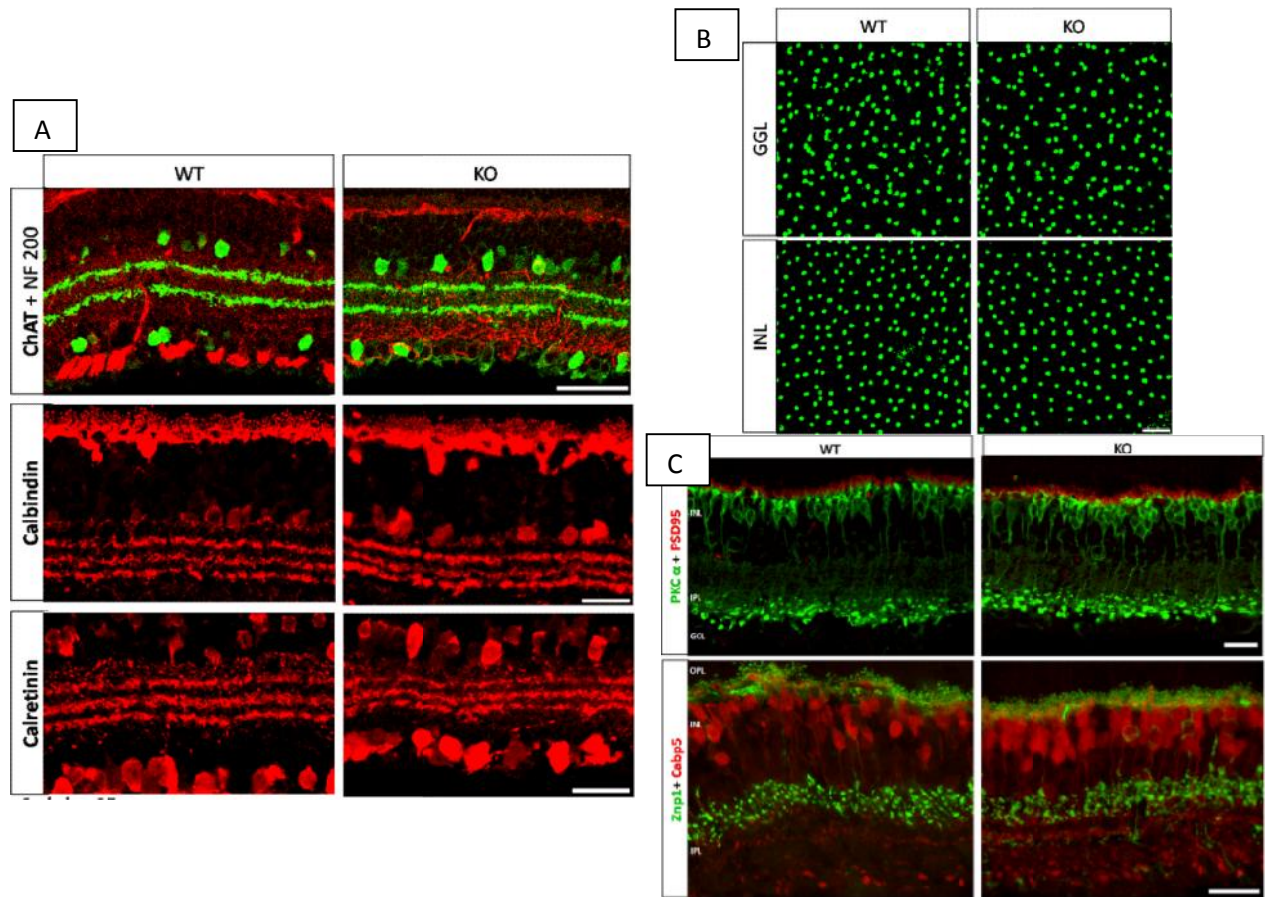 A
WT KO
ChAT + NF 200
Calbindin
Calretinin
B
WT KO
GGL
INL
C
WT KO
PKC α + PSD95
INL
IPL
GCL
Znp1+ Cabp5
OPL
INL
IPL